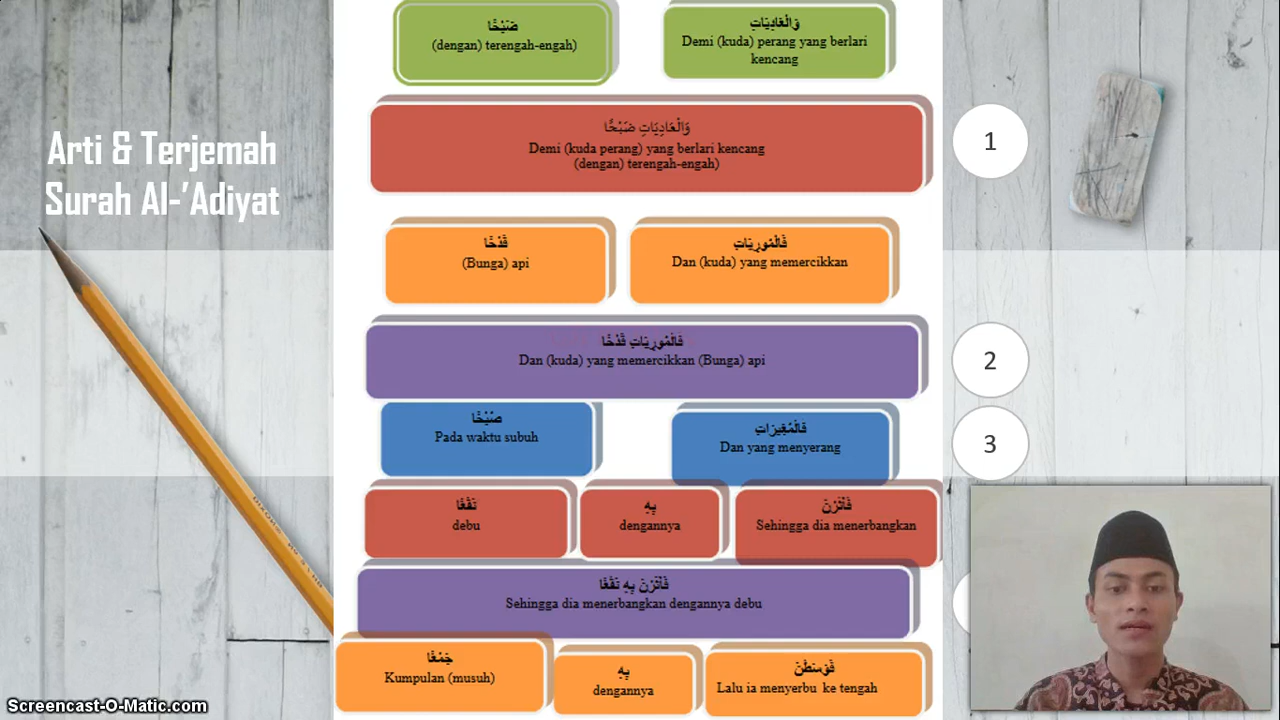 Arti & Terjemah
Surah Al-’Adiyat
وَالْعَادِيَاتِ
Demi (kuda) perang yang berlari
kencang
ضَبْحًا
(dengan) terengah-engah)
وَالْعَادِيَاتِ ضَبْحًا
Demi (kuda perang) yang berlari kencang
(dengan) terengah-engah)
1
فَالْمُورِيَاتِ
Dan (kuda) yang memercikkan
قَدْحًا
(Bunga) api
فَالْمُورِيَاتِ قَدْحًا
Dan (kuda) yang memercikkan (Bunga) api
2
فَالْمُغِيرَاتِ
Dan yang menyerang
صُبْحًا
Pada waktu subuh
3
فَأَثَرْنَ
Sehingga dia menerbangkan
بِهِ
dengannya
نَقْعًا
debu
فَأَثَرْنَ بِهِ نَقْعًا
Sehingga dia menerbangkan dengannya debu
فَوَسَطْنَ
Lalu ia menyerbu ke tengah
بِهِ
dengannya
جَمْعًا
Kumpulan (musuh)
Screencast-O-Matic.com